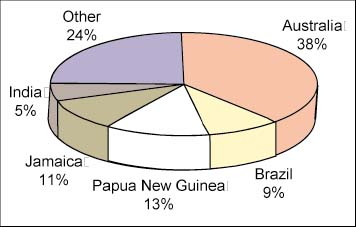 Other
24%
Australia
38%
India
5%
Jamaica
11%
Papua New Guinea
13%
Brazil
9%